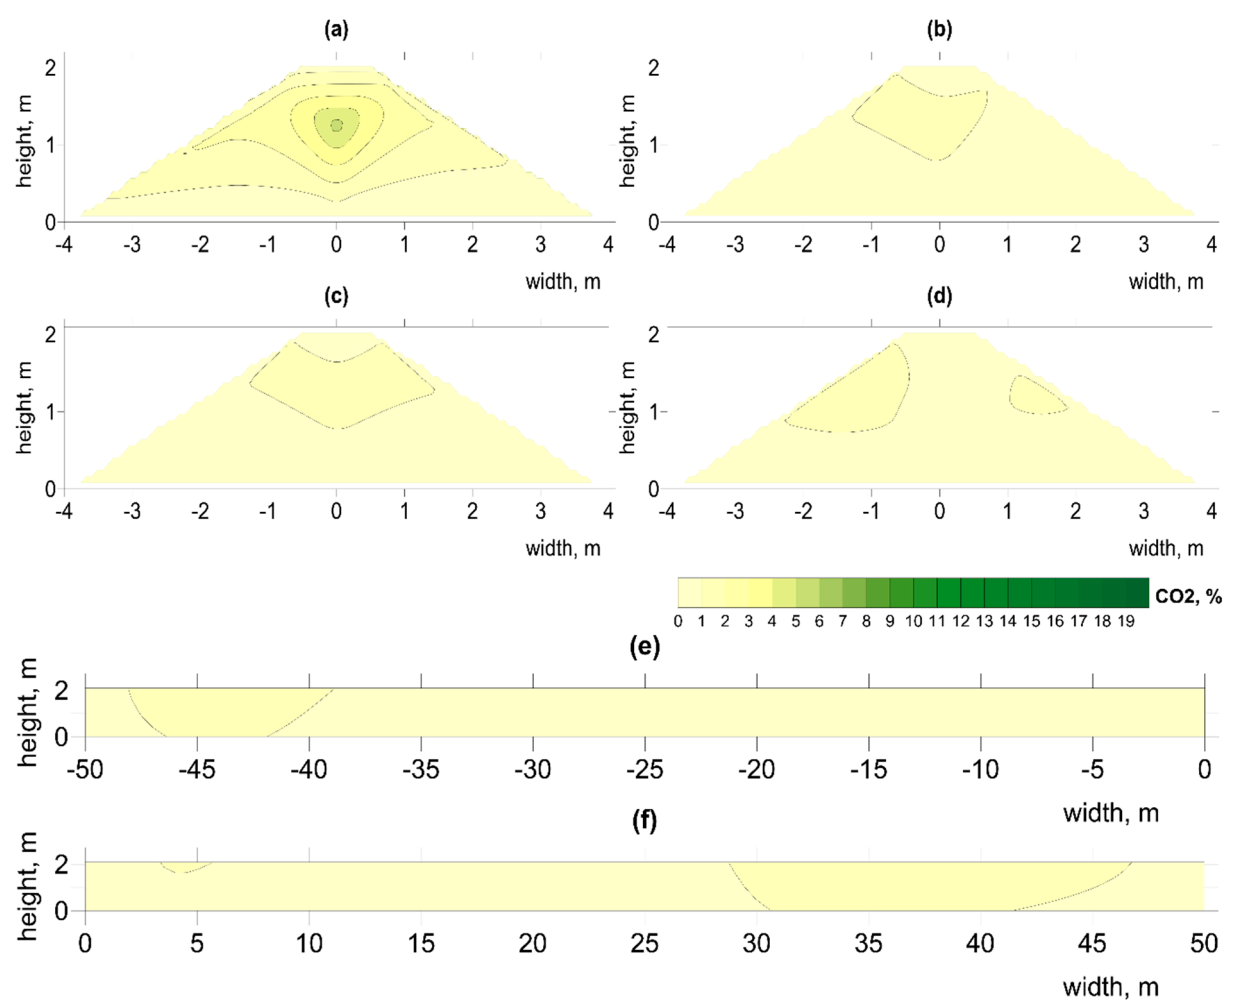 (a) (b)
2 2
height, m height, m
1 1
0 0
-4 -3 -2 -1 0 1 2 3 4 -4 -3 -2 -1 0 1 2 3 4
width, m width, m
(c) (d)
2 2
height, m height, m
1 1
0 0
-4 -3 -2 -1 0 1 2 3 4 -4 -3 -2 -1 0 1 2 3 4
width, m width, m
CO2, %
0 1 2 3 4 5 6 7 8 9 10 11 12 13 14 15 16 17 18 19
(e)
height, m
2
0
-50 -45 -40 -35 -30 -25 -20 -15 -10 -5 0
width, m
(f)
height, m
2
0
0 5 10 15 20 25 30 35 40 45 50
width, m